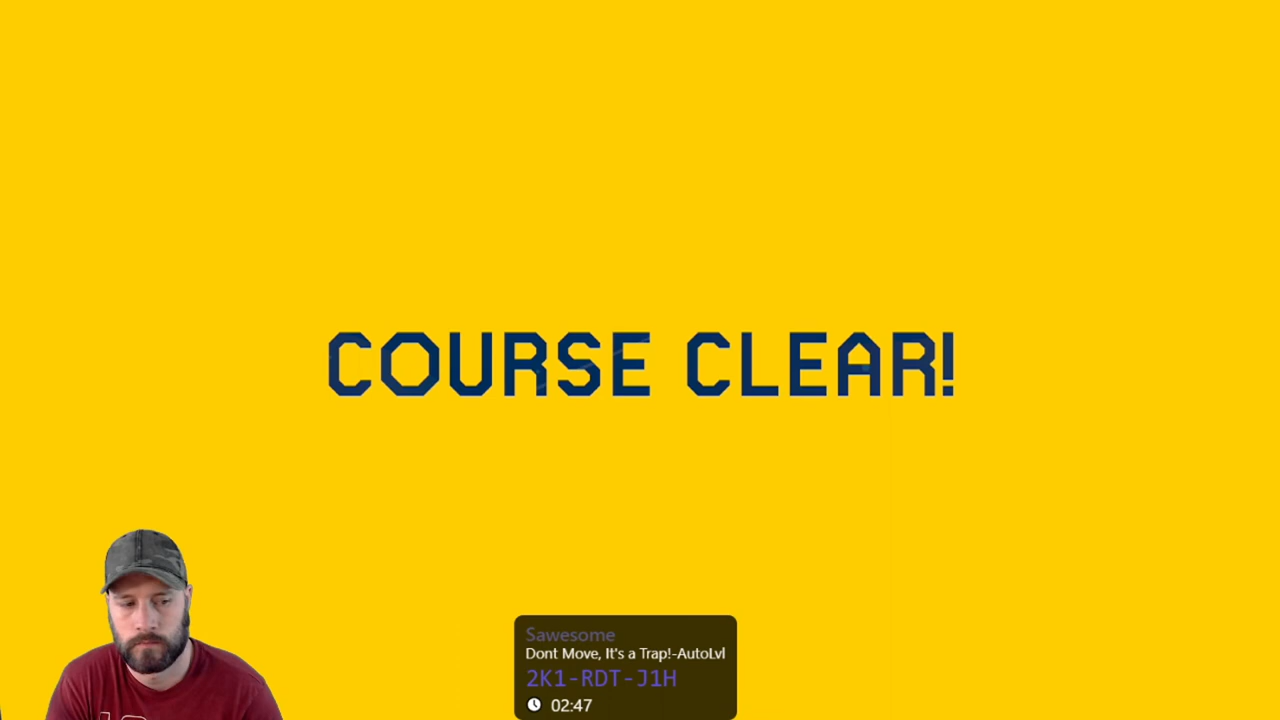 COURSE CLEAR!
Sawesome
Dont Move, It's a Trap!-AutoLvl
2K1-RDT-J1H
02:47